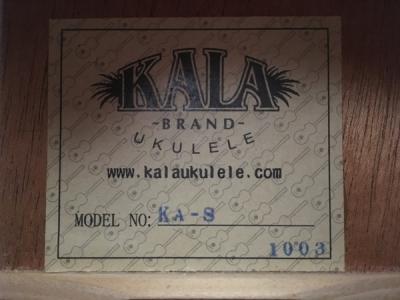 KALA
-BRAND-
UKULELE
www.kalaukulele.com
MODEL NO: KA-S
1003